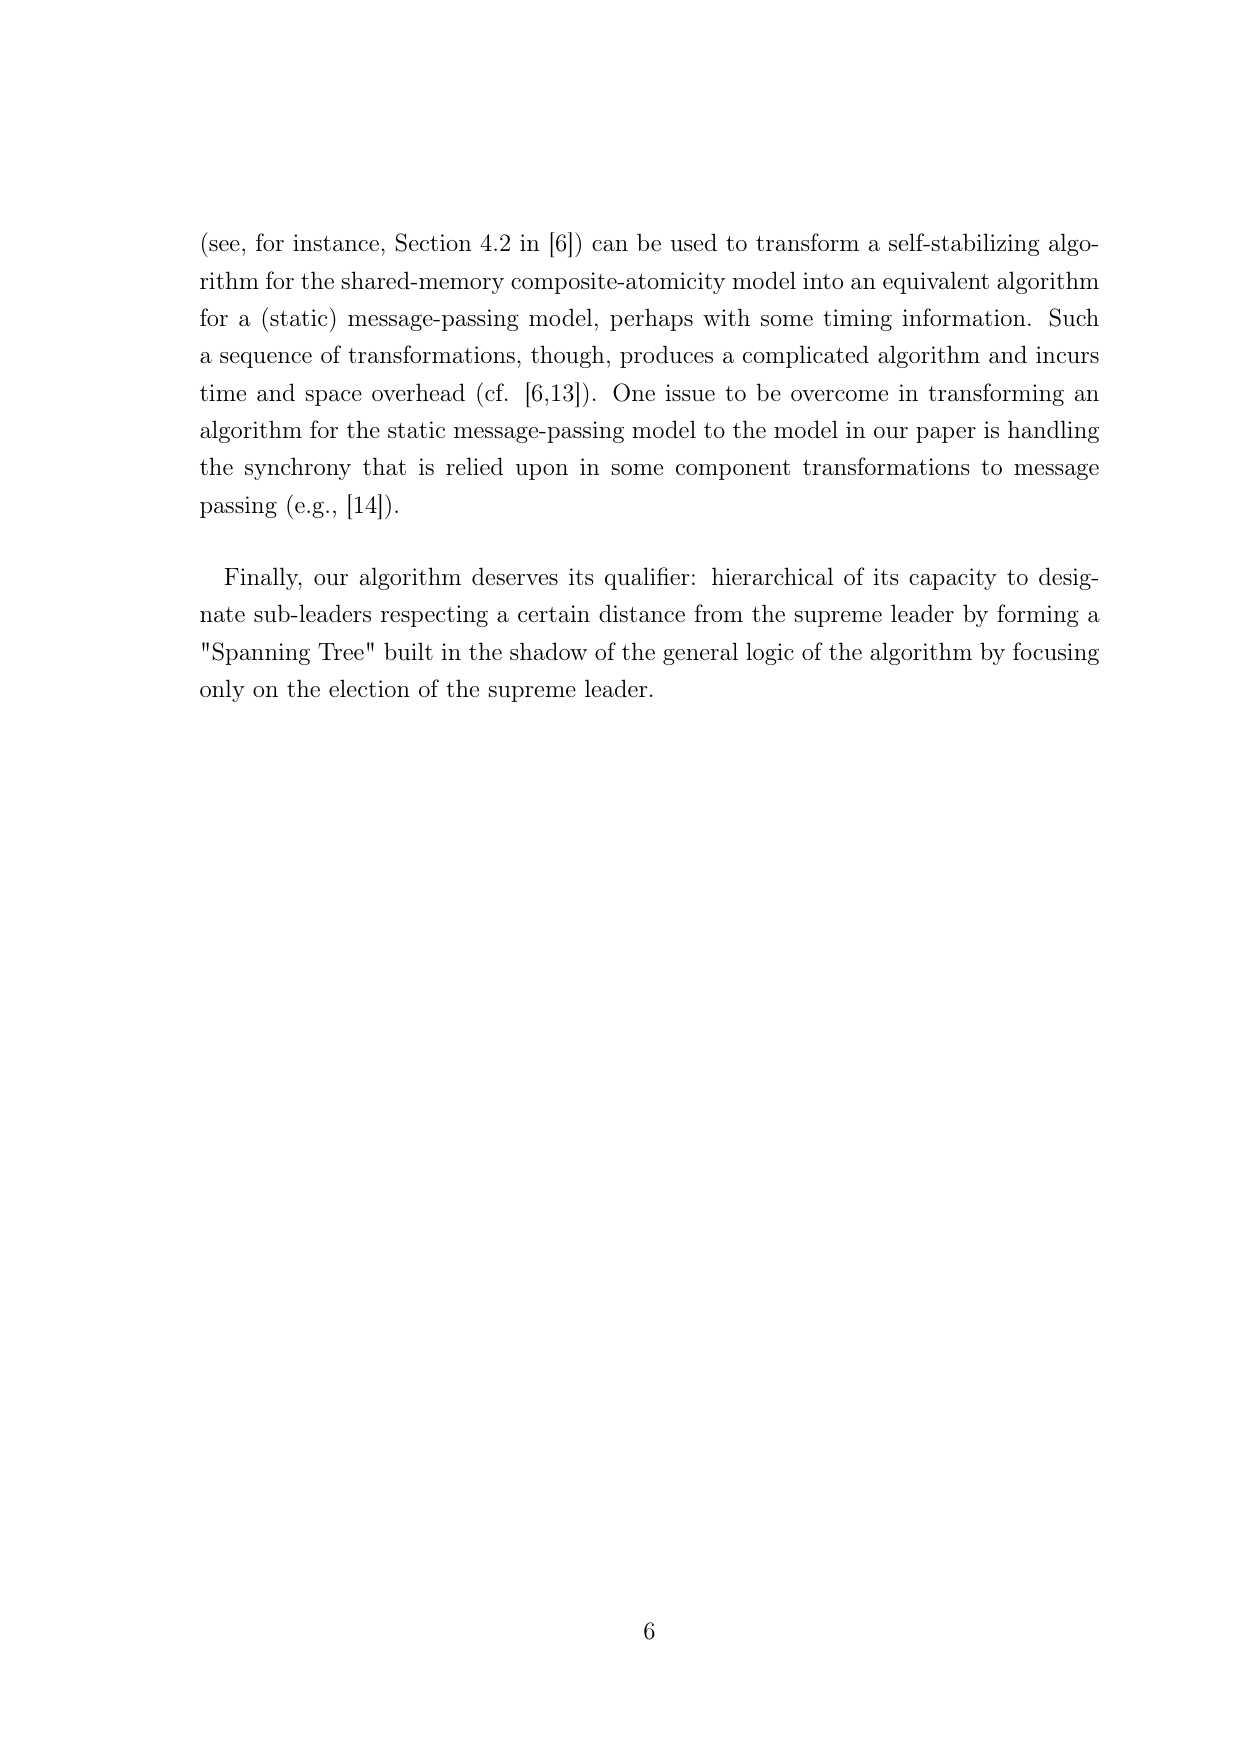 (see, for instance, Section 4.2 in [6]) can be used to transform a self-stabilizing algo-
rithm for the shared-memory composite-atomicity model into an equivalent algorithm
for a (static) message-passing model, perhaps with some timing information. Such
a sequence of transformations, though, produces a complicated algorithm and incurs
time and space overhead (cf. [6,13]). One issue to be overcome in transforming an
algorithm for the static message-passing model to the model in our paper is handling
the synchrony that is relied upon in some component transformations to message
passing (e.g., [14]).
Finally, our algorithm deserves its qualifier: hierarchical of its capacity to desig-
nate sub-leaders respecting a certain distance from the supreme leader by forming a
"Spanning Tree" built in the shadow of the general logic of the algorithm by focusing
only on the election of the supreme leader.
6